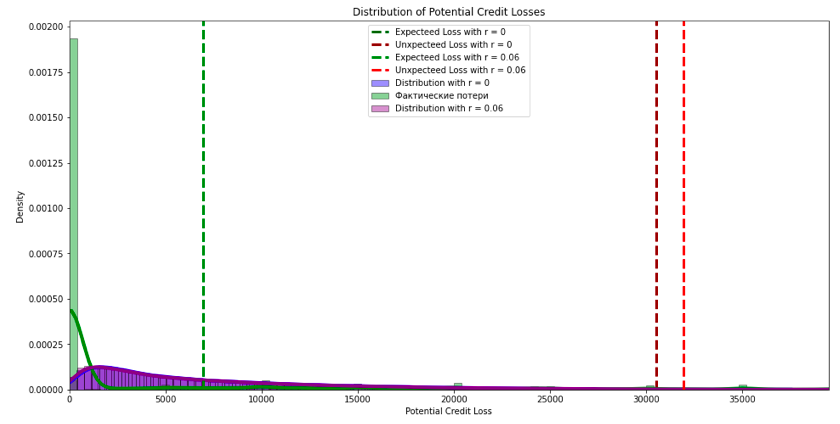 Distribution of Potential Credit Losses
Expecteed Loss with r = 0
Unxpecteed Loss with r = 0
Expecteed Loss with r = 0.06
Unxpecteed Loss with r = 0.06
Distribution with r = 0
Фактические потери
Distribution with r = 0.06
0.00200
0.00175
0.00150
0.00125
0.00100
0.00075
0.00050
0.00025
0.00000
Density
0 5000 10000 15000 20000 25000 30000 35000
Potential Credit Loss